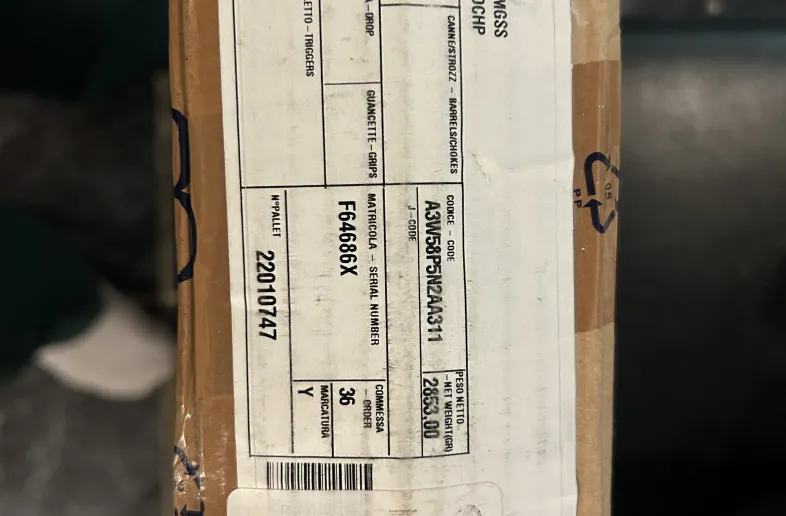 MGSS
OCHP
CANNE/STROZZ – BARRELS/CHOKES
A – DROP
GUANCETTE – GRIPS
ETTO – TRIGGERS
CODICE – CODE
A3W58P5N2AA311
PESO NETTO
– NET WEIGHT(GR)
2853,00
J – CODE
MATRICOLA – SERIAL NUMBER
F64686X
COMMESSA
– ORDER
36
MARCATURA
Y
N°PALLET
22010747
05
PP